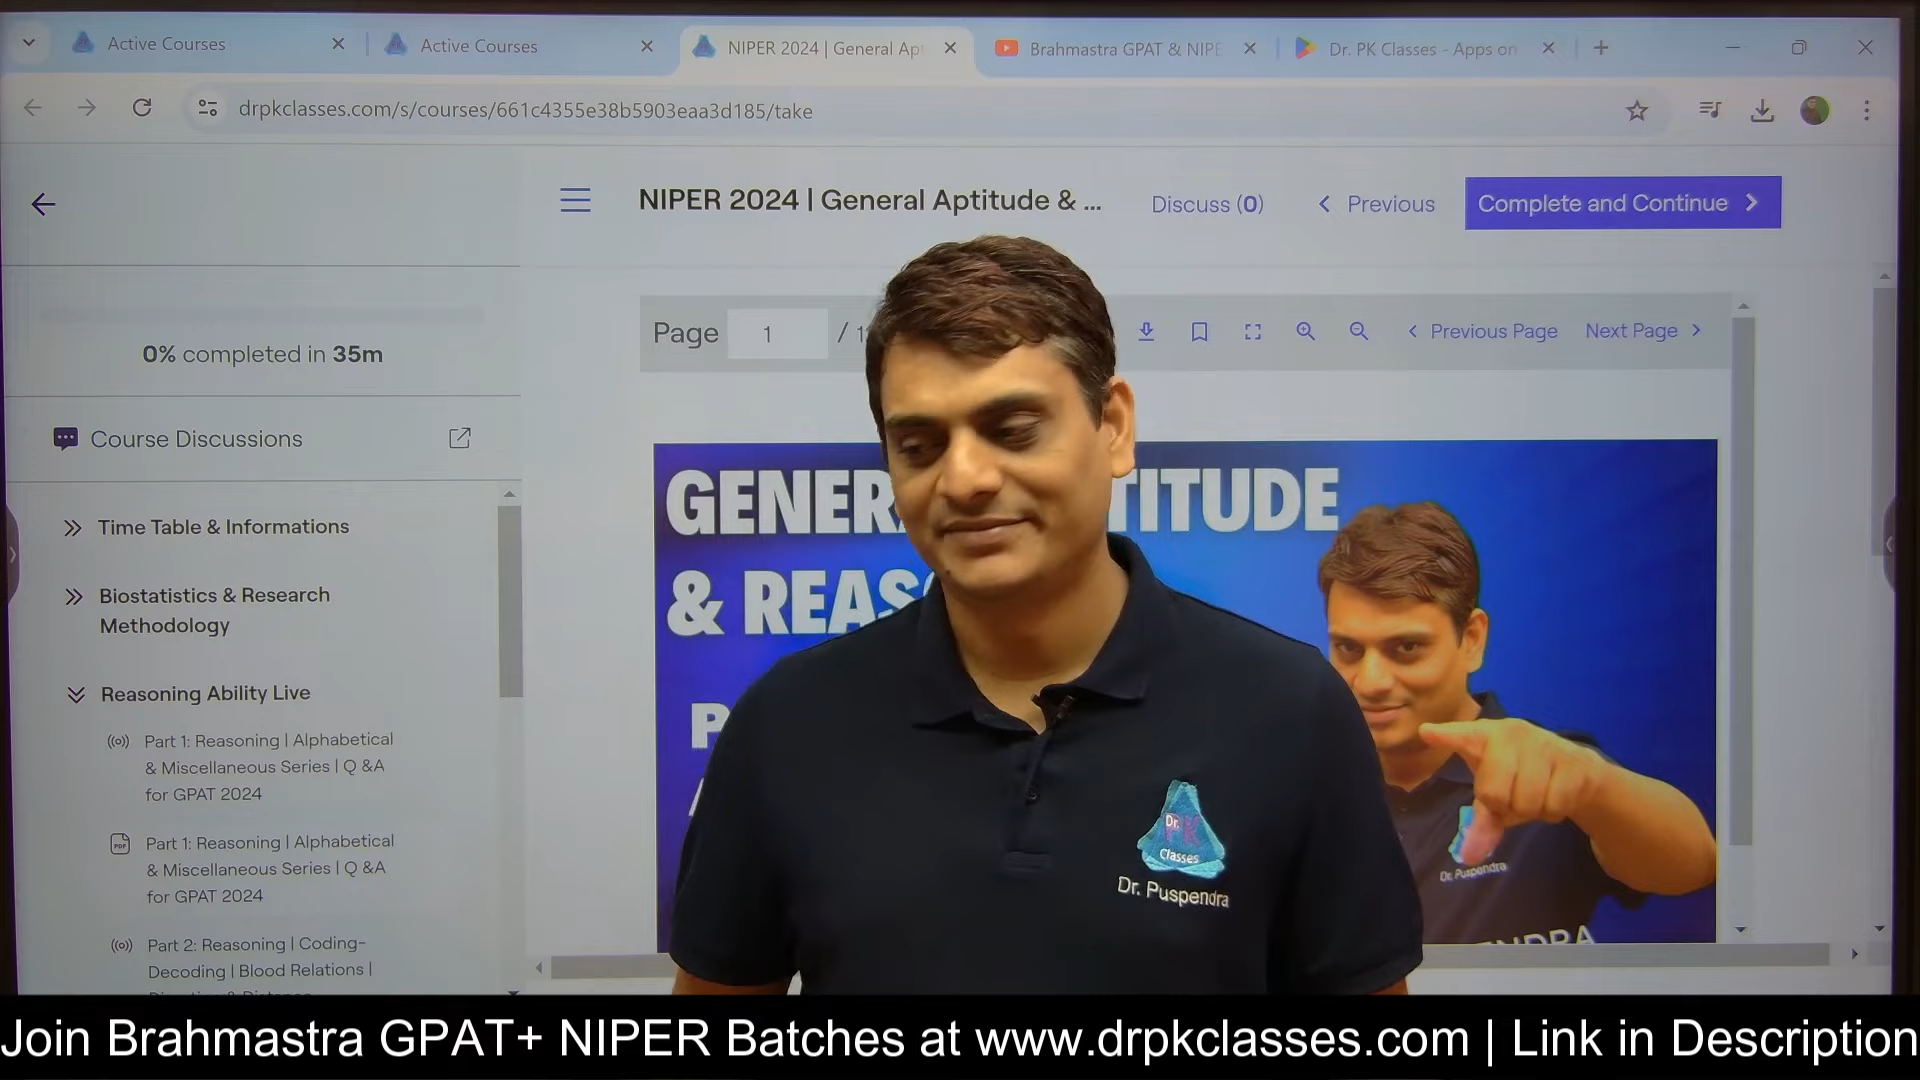 Active Courses
Active Courses
NIPER 2024 | General Apt
Brahmastra GPAT & NIPE
Dr. PK Classes - Apps on
drpkclasses.com/s/courses/661c4355e38b5903eaa3d185/take
NIPER 2024 | General Aptitude & ...
Discuss (0)
Previous
Complete and Continue
0% completed in 35m
Page 1 /
Previous Page
Next Page
Course Discussions
Time Table & Informations
Biostatistics & Research
Methodology
Reasoning Ability Live
Part 1: Reasoning | Alphabetical
& Miscellaneous Series | Q &A
for GPAT 2024
PDF
Part 1: Reasoning | Alphabetical
& Miscellaneous Series | Q &A
for GPAT 2024
Part 2: Reasoning | Coding-
Decoding | Blood Relations |
GENER TITUDE
& REAS
Dr. Puspendra
Dr. PK
Classes
Dr. Puspendra
Join Brahmastra GPAT+ NIPER Batches at www.drpkclasses.com | Link in Description